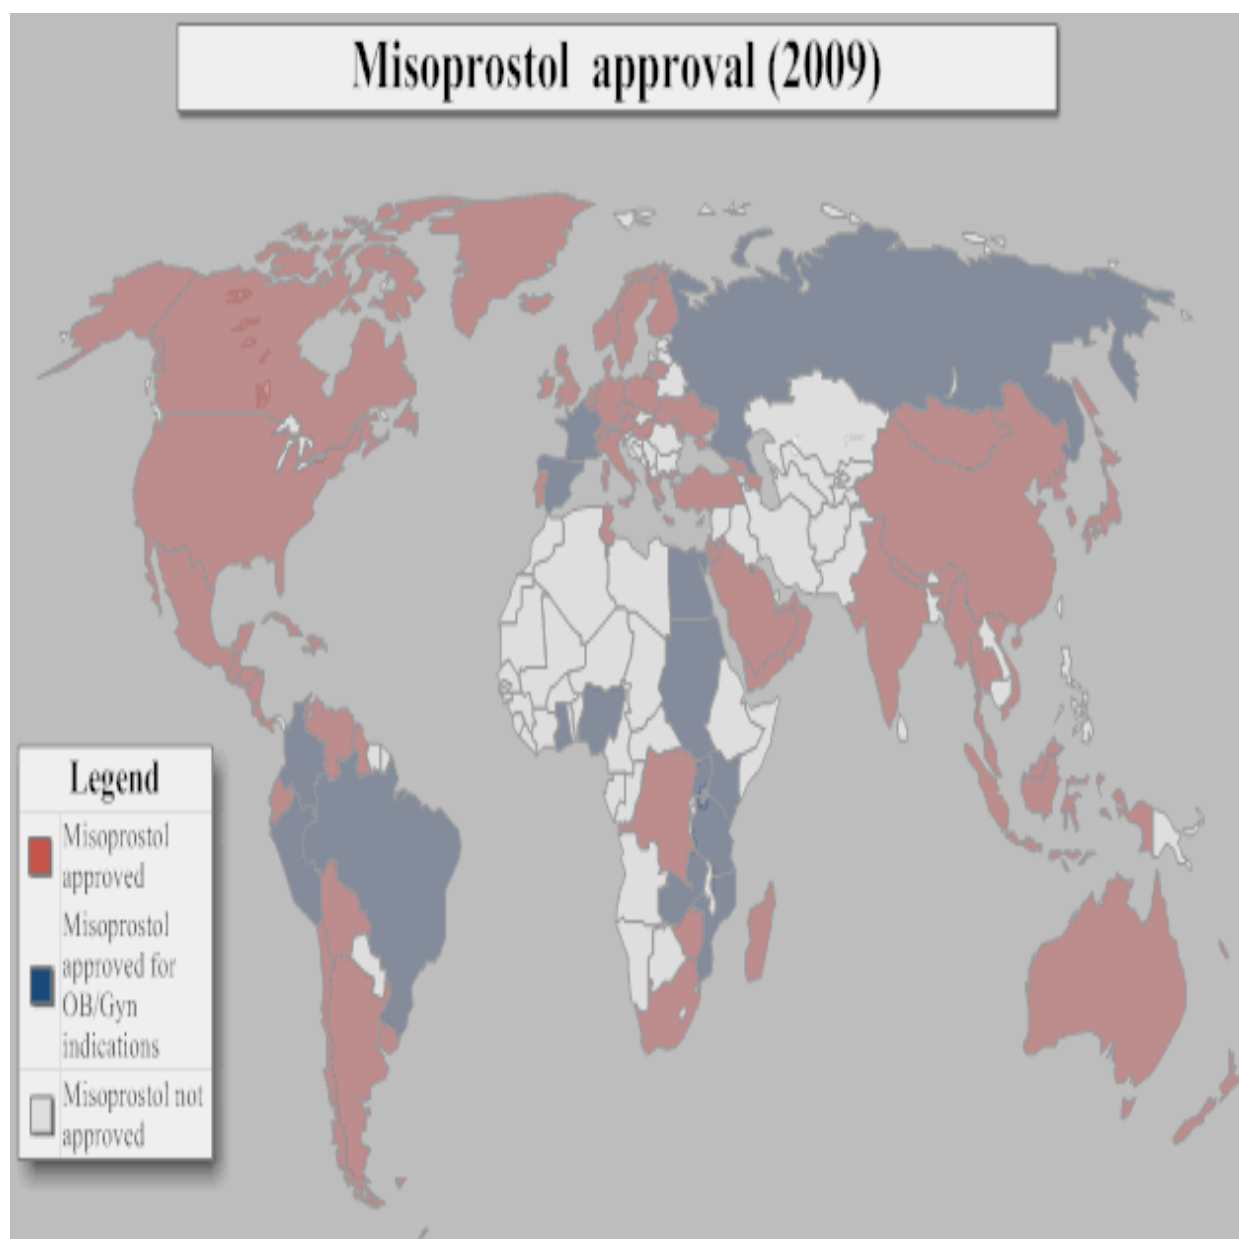 Misoprostol approval (2009)
Legend
Misoprostol
approved
Misoprostol
approved for
OB/Gyn
indications
Misoprostol not
approved